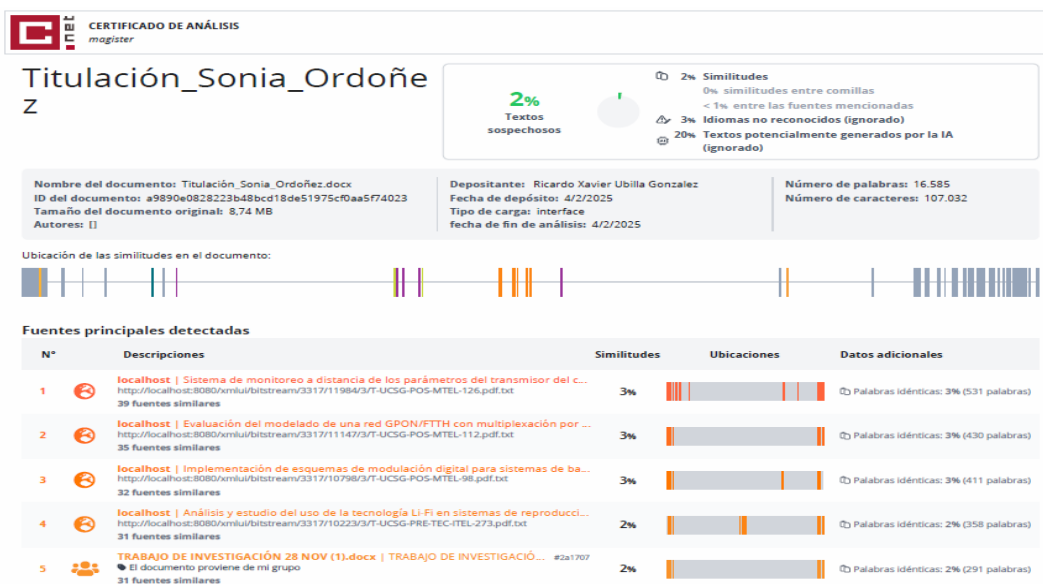 C
net
CERTIFICADO DE ANÁLISIS
magister
Titulación_Sonia_Ordoñe
z
2%
Textos
sospechosos
2% Similitudes
0% similitudes entre comillas
< 1% entre las fuentes mencionadas
3% Idiomas no reconocidos (ignorado)
20% Textos potencialmente generados por la IA
(ignorado)
Nombre del documento: Titulación_Sonia_Ordoñez.docx
ID del documento: a9890e0828223b48bcd18de51975cf0aa5f74023
Tamaño del documento original: 8,74 MB
Autores: []
Depositante: Ricardo Xavier Ubilla Gonzalez
Fecha de depósito: 4/2/2025
Tipo de carga: interface
fecha de fin de análisis: 4/2/2025
Número de palabras: 16.585
Número de caracteres: 107.032
Ubicación de las similitudes en el documento:
Fuentes principales detectadas
N° Descripciones Similitudes Ubicaciones Datos adicionales
1 localhost | Sistema de monitoreo a distancia de los parámetros del transmisor del c...
http://localhost:8080/xmlui/bitstream/3317/11984/3/T-UCSG-POS-MTEL-126.pdf.txt
39 fuentes similares
3%
Palabras idénticas: 3% (531 palabras)
2 localhost | Evaluación del modelado de una red GPON/FTTH con multiplexación por ...
http://localhost:8080/xmlui/bitstream/3317/11147/3/T-UCSG-POS-MTEL-112.pdf.txt
35 fuentes similares
3%
Palabras idénticas: 3% (430 palabras)
3 localhost | Implementación de esquemas de modulación digital para sistemas de ba...
http://localhost:8080/xmlui/bitstream/3317/10798/3/T-UCSG-POS-MTEL-98.pdf.txt
32 fuentes similares
3%
Palabras idénticas: 3% (411 palabras)
4 localhost | Análisis y estudio del uso de la tecnología Li-Fi en sistemas de reproducci...
http://localhost:8080/xmlui/bitstream/3317/10223/3/T-UCSG-PRE-TEC-ITEL-273.pdf.txt
31 fuentes similares
2%
Palabras idénticas: 2% (358 palabras)
5 TRABAJO DE INVESTIGACIÓN 28 NOV (1).docx | TRABAJO DE INVESTIGACIÓ... #2a1707
El documento proviene de mi grupo
31 fuentes similares
2%
Palabras idénticas: 2% (291 palabras)